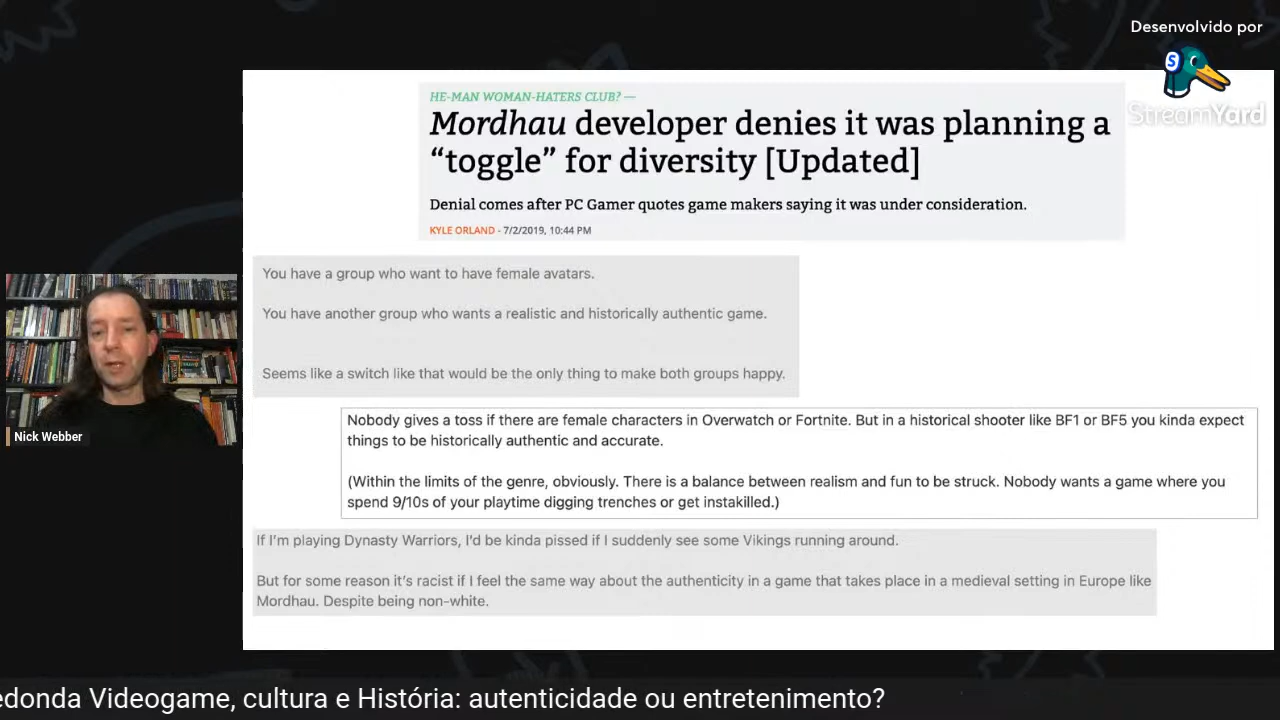 Desenvolvido por
StreamYard
HE-MAN WOMAN-HATERS CLUB? —
Mordhau developer denies it was planning a
“toggle” for diversity [Updated]
Denial comes after PC Gamer quotes game makers saying it was under consideration.
KYLE ORLAND - 7/2/2019, 10:44 PM
You have a group who want to have female avatars.
You have another group who wants a realistic and historically authentic game.
Seems like a switch like that would be the only thing to make both groups happy.
Nobody gives a toss if there are female characters in Overwatch or Fortnite. But in a historical shooter like BF1 or BF5 you kinda expect
things to be historically authentic and accurate.
(Within the limits of the genre, obviously. There is a balance between realism and fun to be struck. Nobody wants a game where you
spend 9/10s of your playtime digging trenches or get instakilled.)
If I'm playing Dynasty Warriors, I'd be kinda pissed if I suddenly see some Vikings running around.
But for some reason it's racist if I feel the same way about the authenticity in a game that takes place in a medieval setting in Europe like
Mordhau. Despite being non-white.
Nick Webber
edonda Videogame, cultura e História: autenticidade ou entretenimento?